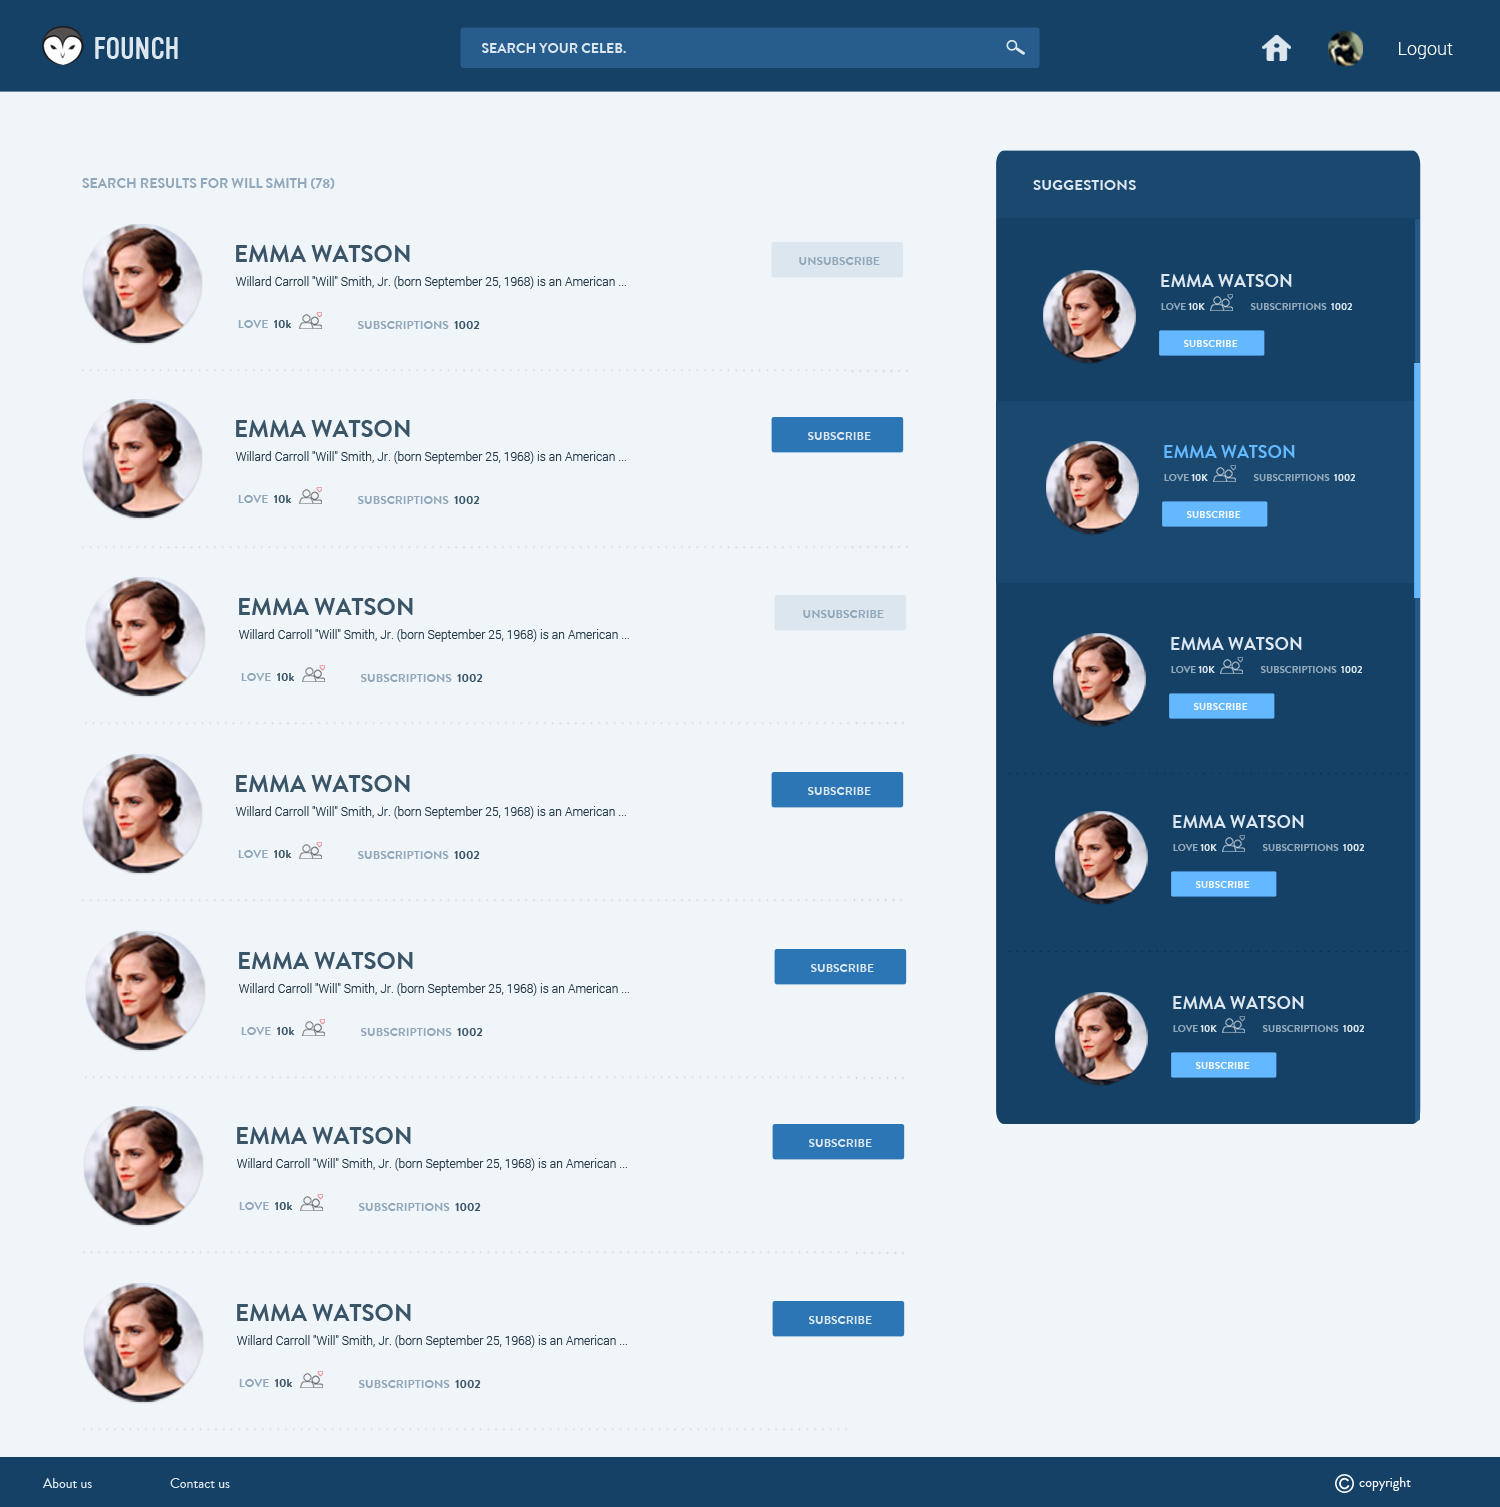 FOUNCH
SEARCH YOUR CELEB.
Logout
SEARCH RESULTS FOR WILL SMITH (78)
EMMA WATSON
Willard Carroll "Will" Smith, Jr. (born September 25, 1968) is an American ...
UNSUBSCRIBE
LOVE 10k SUBSCRIPTIONS 1002
EMMA WATSON
Willard Carroll "Will" Smith, Jr. (born September 25, 1968) is an American ...
SUBSCRIBE
LOVE 10k SUBSCRIPTIONS 1002
EMMA WATSON
Willard Carroll "Will" Smith, Jr. (born September 25, 1968) is an American ...
UNSUBSCRIBE
LOVE 10k SUBSCRIPTIONS 1002
EMMA WATSON
Willard Carroll "Will" Smith, Jr. (born September 25, 1968) is an American ...
SUBSCRIBE
LOVE 10k SUBSCRIPTIONS 1002
EMMA WATSON
Willard Carroll "Will" Smith, Jr. (born September 25, 1968) is an American ...
SUBSCRIBE
LOVE 10k SUBSCRIPTIONS 1002
EMMA WATSON
Willard Carroll "Will" Smith, Jr. (born September 25, 1968) is an American ...
SUBSCRIBE
LOVE 10k SUBSCRIPTIONS 1002
EMMA WATSON
Willard Carroll "Will" Smith, Jr. (born September 25, 1968) is an American ...
SUBSCRIBE
LOVE 10k SUBSCRIPTIONS 1002
SUGGESTIONS
EMMA WATSON
LOVE 10K SUBSCRIPTIONS 1002
SUBSCRIBE
EMMA WATSON
LOVE 10K SUBSCRIPTIONS 1002
SUBSCRIBE
EMMA WATSON
LOVE 10K SUBSCRIPTIONS 1002
SUBSCRIBE
EMMA WATSON
LOVE 10K SUBSCRIPTIONS 1002
SUBSCRIBE
EMMA WATSON
LOVE 10K SUBSCRIPTIONS 1002
SUBSCRIBE
About us
Contact us
© copyright